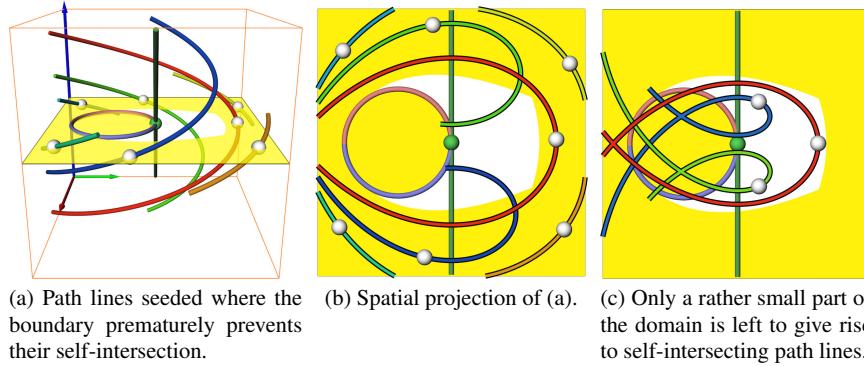 (a) Path lines seeded where the
boundary prematurely prevents
their self-intersection.
(b) Spatial projection of (a).
(c) Only a rather small part o
the domain is left to give rise
to self-intersecting path lines.